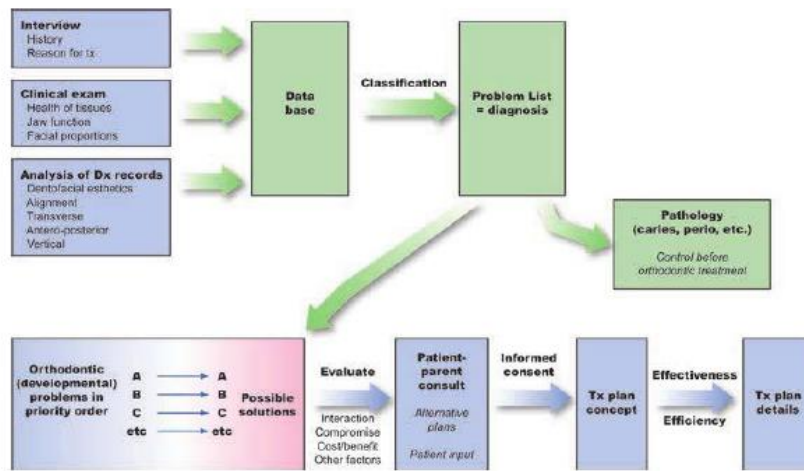 Interview
History
Reason for tx
Clinical exam
Health of tissues
Jaw function
Facial proportions
Analysis of Dx records
Dentofacial esthetics
Alignment
Transverse
Antero-posterior
Vertical
Data
base
Classification
Problem List
= diagnosis
Pathology
(caries, perio, etc.)
Control before
orthodontic treatment
Orthodontic
(developmental)
problems in
priority order
A A
B B
C C
etc etc
Possible
solutions
Evaluate
Interaction
Compromise
Cost/benefit
Other factors
Patient-
parent
consult
Alternative
plans
Patient input
Informed
consent
Tx plan
concept
Effectiveness
Efficiency
Tx plan
details